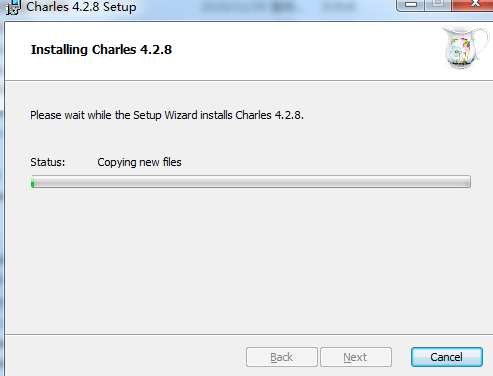 Charles 4.2.8 Setup
Installing Charles 4.2.8
Please wait while the Setup Wizard installs Charles 4.2.8.
Status: Copying new files
Back Next Cancel